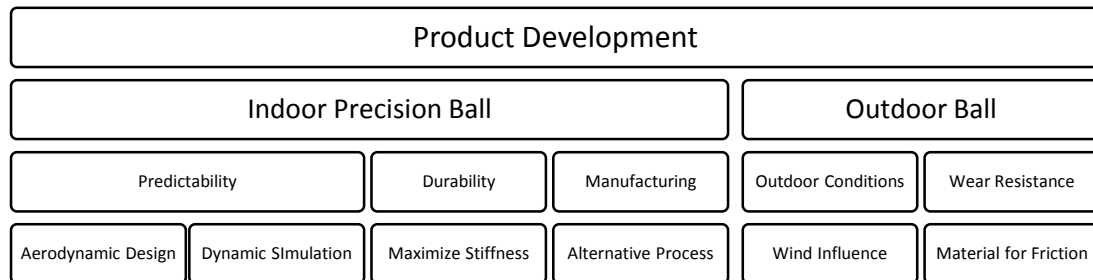 Product Development
Indoor Precision Ball
Outdoor Ball
Predictability
Durability
Manufacturing
Outdoor Conditions
Wear Resistance
Aerodynamic Design
Dynamic SImulation
Maximize Stiffness
Alternative Process
Wind Influence
Material for Friction